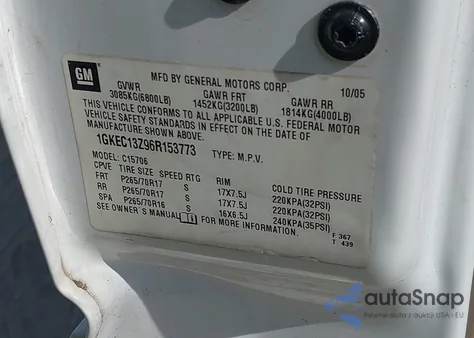 GM
MFD BY GENERAL MOTORS CORP. 10/05
GVWR GAWR FRT GAWR RR
3085KG(6800LB) 1452KG(3200LB) 1814KG(4000LB)
THIS VEHICLE CONFORMS TO ALL APPLICABLE U.S. FEDERAL MOTOR
VEHICLE SAFETY STANDARDS IN EFFECT ON THE DATE OF
MANUFACTURE SHOWN ABOVE.
1GKEC13Z96R153773 TYPE: M.P.V.
MODEL: C15706
CPVE TIRE SIZE SPEED RTG RIM COLD TIRE PRESSURE
FRT P265/70R17 S 17X7.5J 220KPA(32PSI)
RR P265/70R17 S 17X7.5J 220KPA(32PSI)
SPA P265/70R16 S 16X6.5J 240KPA(35PSI)
SEE OWNER'S MANUAL FOR MORE INFORMATION.
F 367
T 439
autoSnap
Portal z aukcji USA i EU